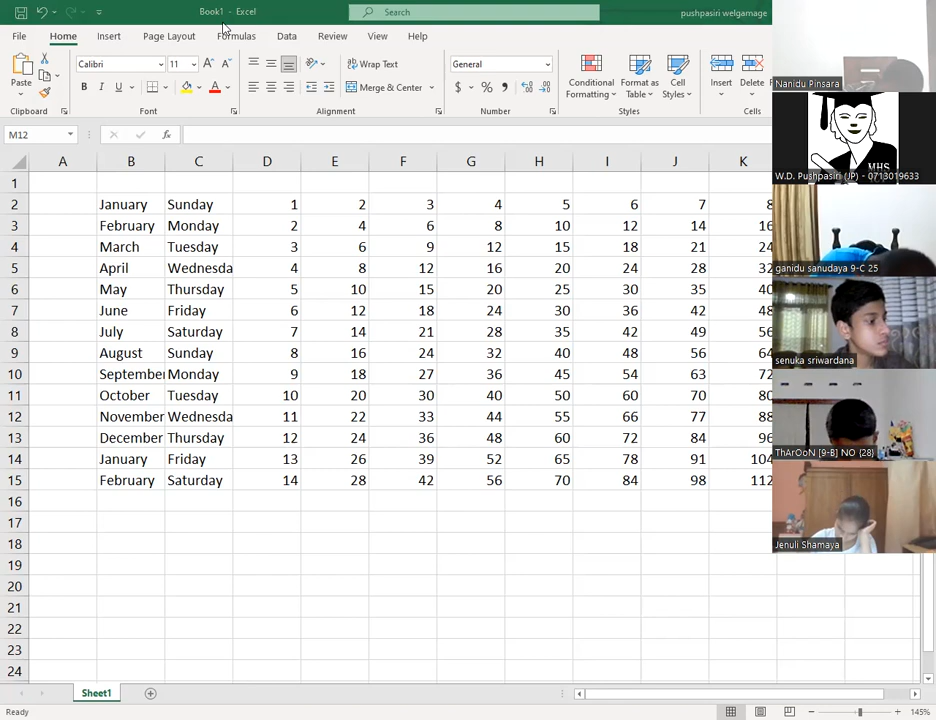 Book1 - Excel
Search
pushpasiri welgamage
File Home Insert Page Layout Formulas Data Review View Help
Paste
Clipboard
Calibri 11
B I U
Font
Wrap Text
Merge & Center
Alignment
General
$ % ,
Number
Conditional Formatting
Format as Table
Cell Styles
Styles
Insert
Delete
Cells
M12
fx
A B C D E F G H I J K
1
2 January Sunday 1 2 3 4 5 6 7 8
3 February Monday 2 4 6 8 10 12 14 16
4 March Tuesday 3 6 9 12 15 18 21 24
5 April Wednesda 4 8 12 16 20 24 28 32
6 May Thursday 5 10 15 20 25 30 35 40
7 June Friday 6 12 18 24 30 36 42 48
8 July Saturday 7 14 21 28 35 42 49 56
9 August Sunday 8 16 24 32 40 48 56 64
10 September Monday 9 18 27 36 45 54 63 72
11 October Tuesday 10 20 30 40 50 60 70 80
12 November Wednesda 11 22 33 44 55 66 77 88
13 December Thursday 12 24 36 48 60 72 84 96
14 January Friday 13 26 39 52 65 78 91 104
15 February Saturday 14 28 42 56 70 84 98 112
16
17
18
19
20
21
22
23
24
Sheet1
Ready
145%
Nanidu Pinsara
MHS
W.D. Pushpasiri (JP) - 0713019633
ganidu sanudaya 9-C 25
senuka sriwardana
ThArOoN [9-B] NO {28}
Jenuli Shamaya